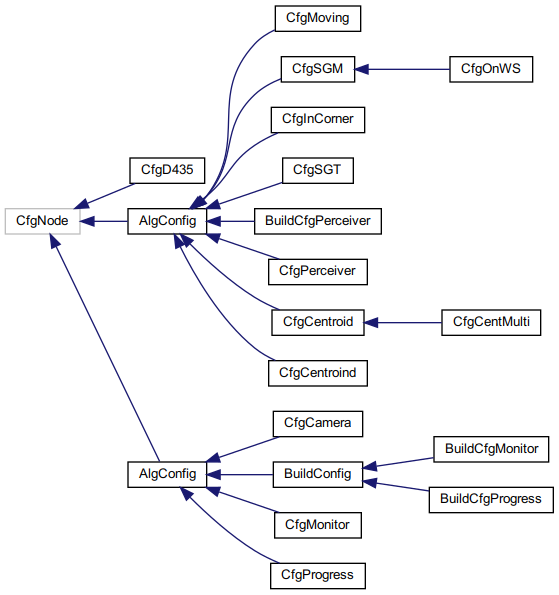 CfgMoving
CfgSGM
CfgOnWS
CfgInCorner
CfgD435
CfgSGT
CfgNode
AlgConfig
BuildCfgPerceiver
CfgPerceiver
CfgCentroid
CfgCentMulti
CfgCentroind
CfgCamera
BuildCfgMonitor
AlgConfig
BuildConfig
BuildCfgProgress
CfgMonitor
CfgProgress